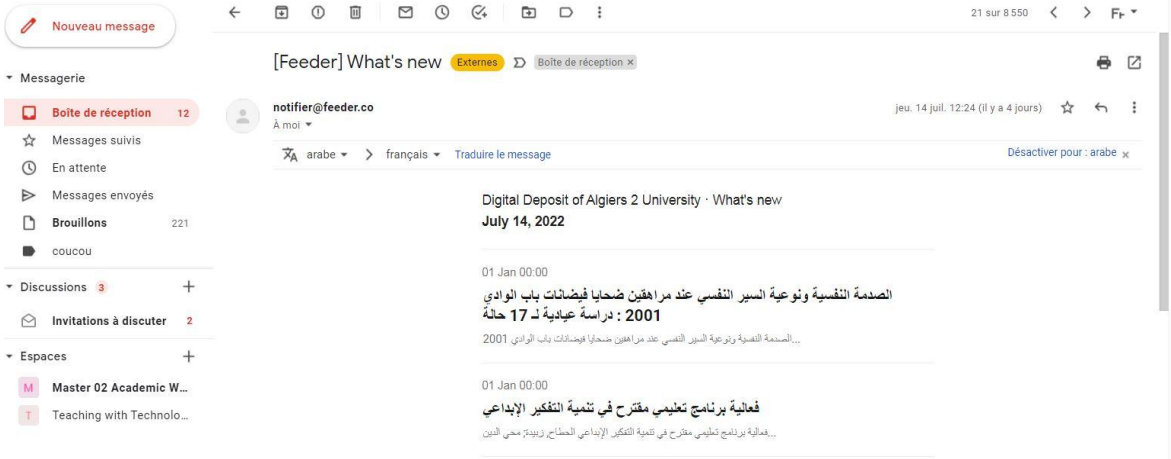 Nouveau message
21 sur 8 550
Fr
[Feeder] What's new Externes Boîte de réception ×
Messagerie
Boîte de réception 12
Messages suivis
En attente
Messages envoyés
Brouillons 221
coucou
Discussions 3 +
Invitations à discuter 2
Espaces +
M Master 02 Academic W...
T Teaching with Technolo...
notifier@feeder.co
jeu. 14 juil. 12:24 (il y a 4 jours)
À moi
arabe > français Traduire le message
Désactiver pour : arabe ×
Digital Deposit of Algiers 2 University · What's new
July 14, 2022
01 Jan 00:00
الصدمة النفسية ونوعية السير النفسي عند مراهقين ضحايا فيضانات باب الوادي
2001 : دراسة عيادية لـ 17 حالة
...الصدمة النفسية ونوعية السير النفسي عند مراهقين ضحايا فيضانات باب الوادي 2001
01 Jan 00:00
فعالية برنامج تعليمي مقترح في تنمية التفكير الإبداعي
...فعالية برنامج تعليمي مقترح في تنمية التفكير الإبداعي الحطاح, زبيدة; محي الدين